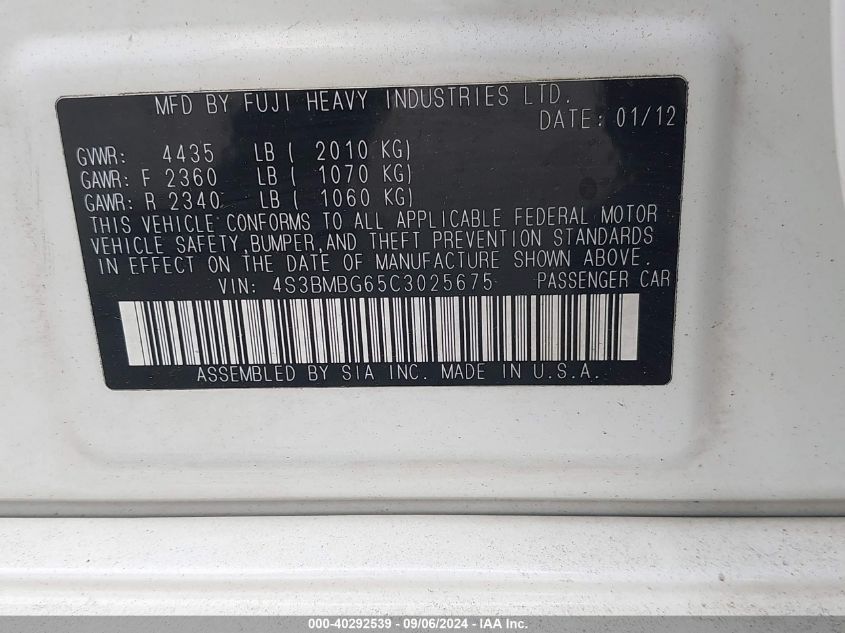 MFD BY FUJI HEAVY INDUSTRIES LTD.
DATE: 01/12
GVWR: 4435 LB ( 2010 KG)
GAWR: F 2360 LB ( 1070 KG)
GAWR: R 2340 LB ( 1060 KG)
THIS VEHICLE CONFORMS TO ALL APPLICABLE FEDERAL MOTOR
VEHICLE SAFETY,BUMPER,AND THEFT PREVENTION STANDARDS
IN EFFECT ON THE DATE OF MANUFACTURE SHOWN ABOVE.
VIN: 4S3BMBG65C3025675 PASSENGER CAR
ASSEMBLED BY SIA INC. MADE IN U.S.A.
000-40292539 - 09/06/2024 - IAA Inc.